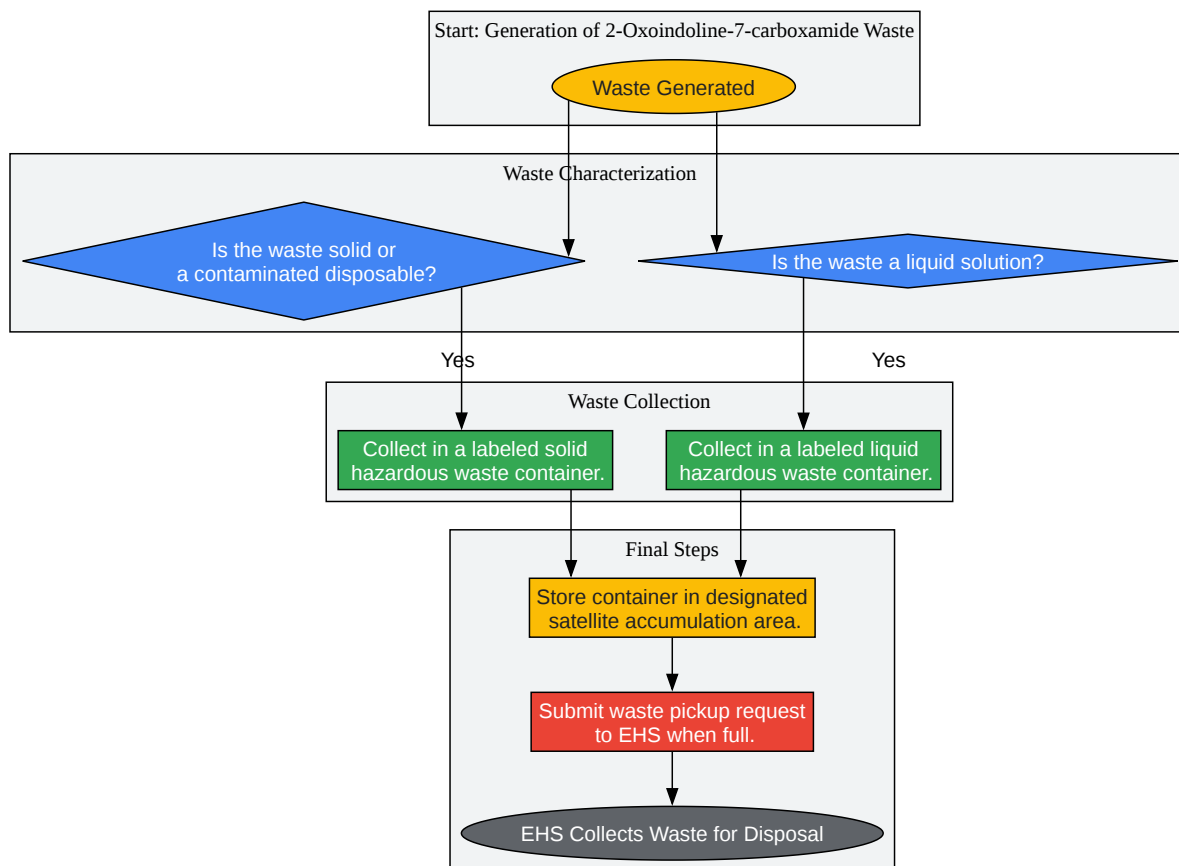 Start: Generation of 2-Oxoindoline-7-carboxamide Waste
Waste Generated
Waste Characterization
Is the waste solid or
a contaminated disposable?
Is the waste a liquid solution?
Yes
Yes
Waste Collection
Collect in a labeled solid
hazardous waste container.
Collect in a labeled liquid
hazardous waste container.
Final Steps
Store container in designated
satellite accumulation area.
Submit waste pickup request
to EHS when full.
EHS Collects Waste for Disposal